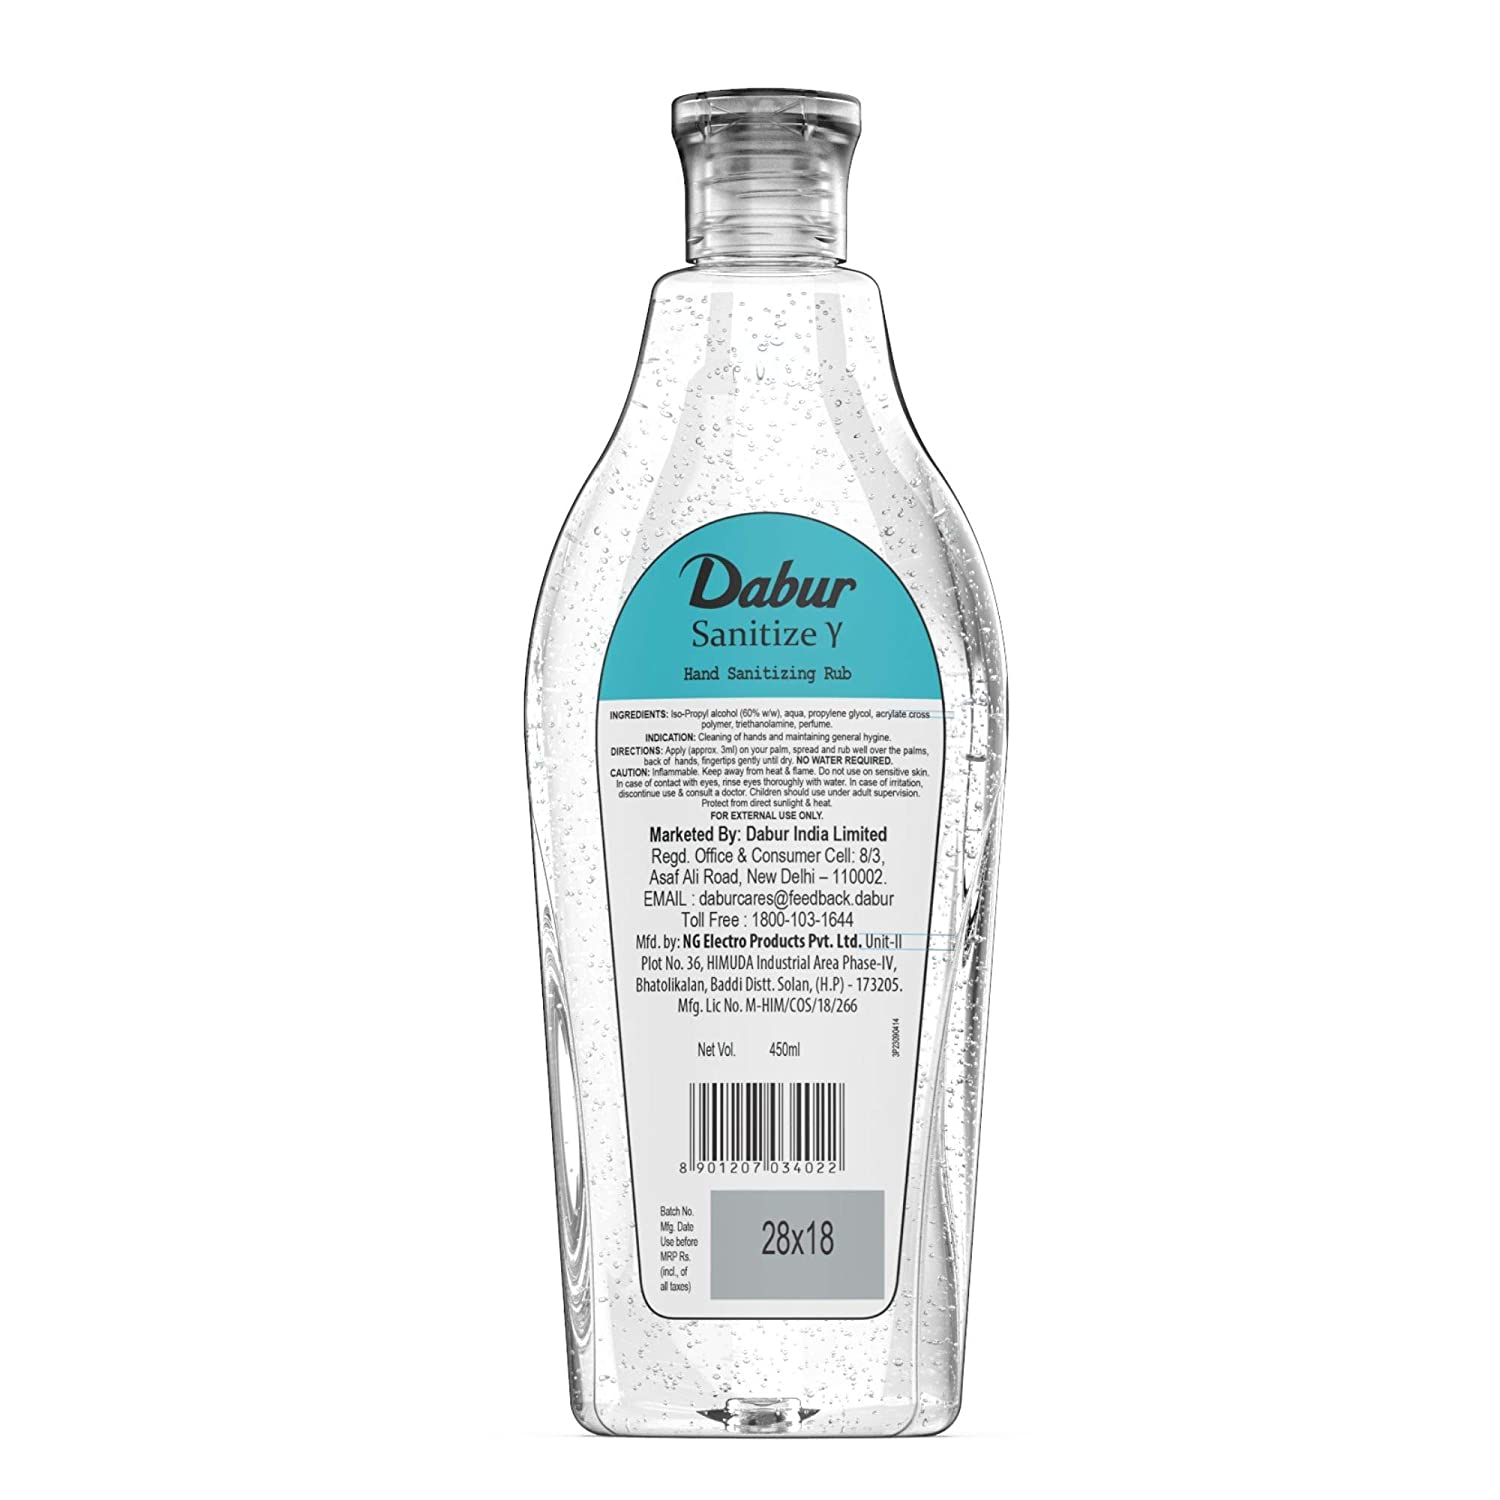 Dabur
Sanitize γ
Hand Sanitizing Rub
INGREDIENTS: Iso-Propyl alcohol (60% w/w), aqua, propylene glycol, acrylate cross
polymer, triethanolamine, perfume.
INDICATION: Cleaning of hands and maintaining general hygine.
DIRECTIONS: Apply (approx. 3ml) on your palm, spread and rub well over the palms,
back of hands, fingertips gently until dry. NO WATER REQUIRED.
CAUTION: Inflammable. Keep away from heat & flame. Do not use on sensitive skin.
In case of contact with eyes, rinse eyes thoroughly with water. In case of irritation,
discontinue use & consult a doctor. Children should use under adult supervision.
Protect from direct sunlight & heat.
FOR EXTERNAL USE ONLY.
Marketed By: Dabur India Limited
Regd. Office & Consumer Cell: 8/3,
Asaf Ali Road, New Delhi – 110002.
EMAIL : daburcares@feedback.dabur
Toll Free : 1800-103-1644
Mfd. by: NG Electro Products Pvt. Ltd. Unit-II
Plot No. 36, HIMUDA Industrial Area Phase-IV,
Bhatolikalan, Baddi Distt. Solan, (H.P) - 173205.
Mfg. Lic No. M-HIM/COS/18/266
3P23090414
Net Vol. 450ml
8 901207 034022
Batch No.
Mfg. Date
Use before
MRP Rs.
(incl., of
all taxes)
28x18